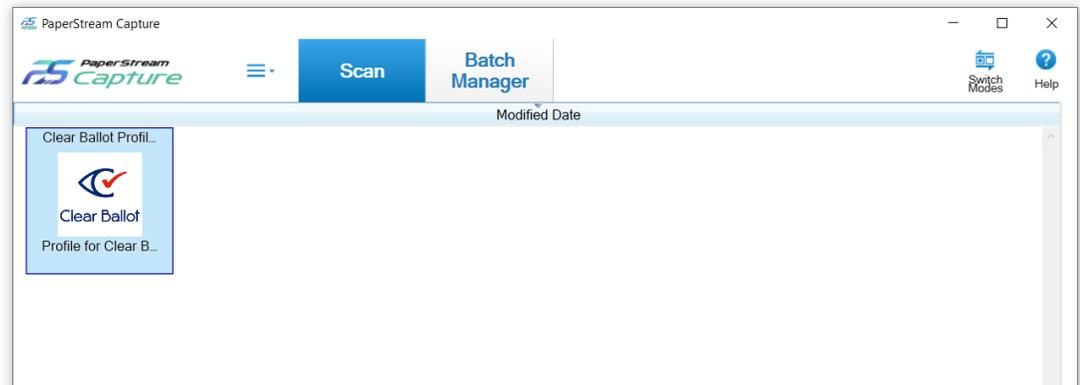 PaperStream Capture
PaperStream
Capture
Scan
Batch
Manager
Switch
Modes
Help
Modified Date
Clear Ballot Profil...
Clear Ballot
Profile for Clear B...